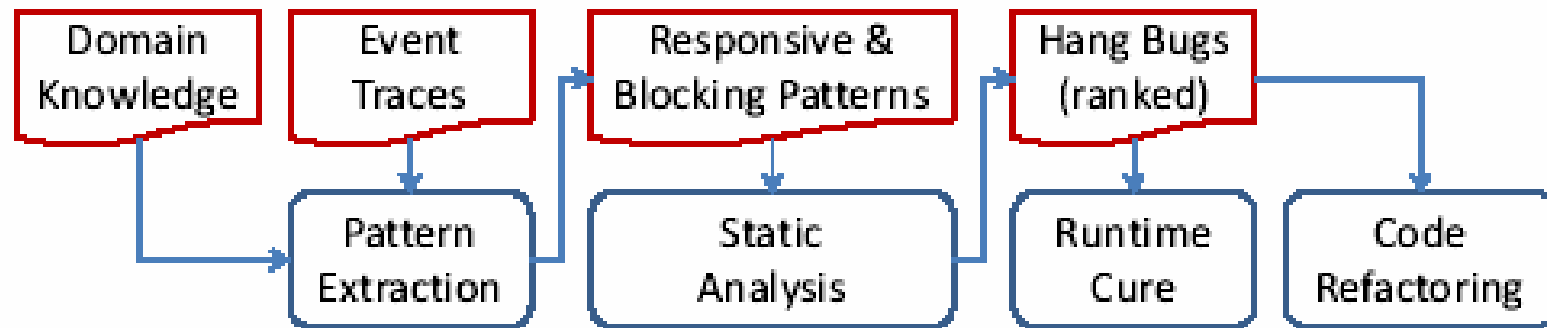 Domain
Knowledge
Event
Traces
Responsive &
Blocking Patterns
Hang Bugs
(ranked)
Pattern
Extraction
Static
Analysis
Runtime
Cure
Code
Refactoring